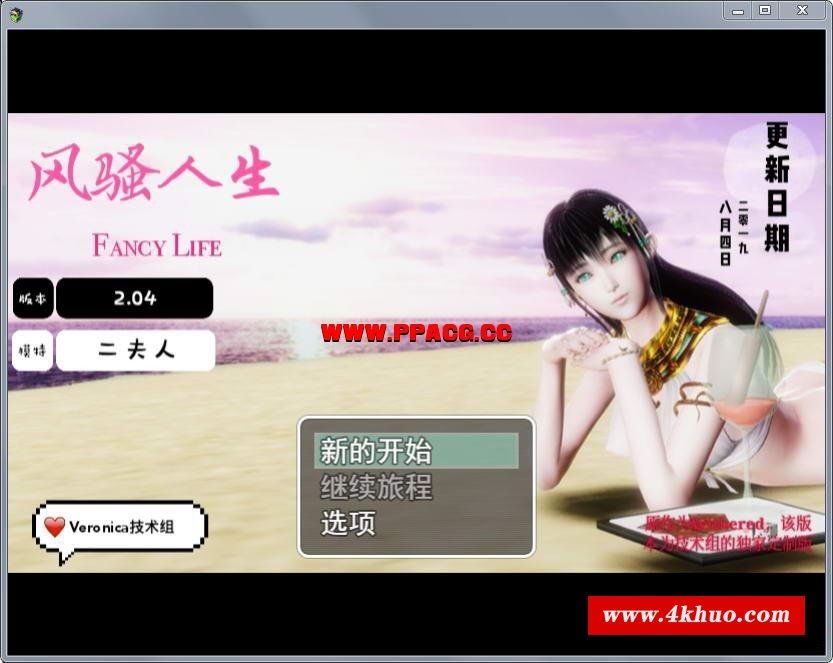 风骚人生
FANCY LIFE
版本
2.04
模特
二夫人
更新日期
二零一九
八月四日
WWW.PPACG.CC
新的开始
继续旅程
选项
Veronica技术组
该版
本为技术组的独家定制版
www.4khuo.com